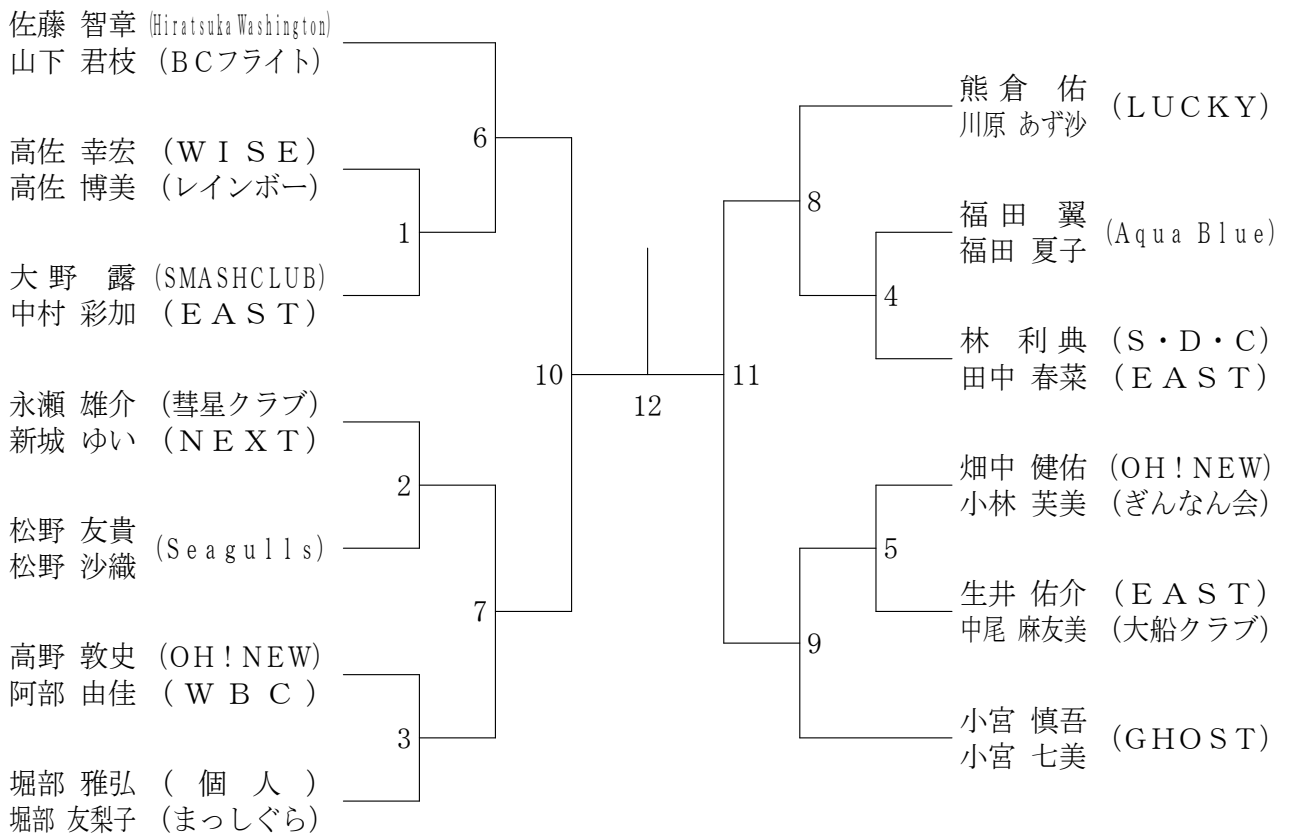 佐藤 智章 (Hiratsuka Washington)
山下 君枝 (BCフライト)
高佐 幸宏 (WISE)
高佐 博美 (レインボー)
大野 露 (SMASHCLUB)
中村 彩加 (EAST)
永瀬 雄介 (彗星クラブ)
新城 ゆい (NEXT)
松野 友貴
松野 沙織
(Seagulls)
高野 敦史 (OH!NEW)
阿部 由佳 (WBC)
堀部 雅弘 (個人)
堀部 友梨子 (まっしぐら)
6
1
2
7
3
10
12
11
8
4
5
9
熊倉 佑
川原 あず沙
(LUCKY)
福田 翼
福田 夏子
(Aqua Blue)
林 利典 (S・D・C)
田中 春菜 (EAST)
畑中 健佑 (OH!NEW)
小林 芙美 (ぎんなん会)
生井 佑介 (EAST)
中尾 麻友美 (大船クラブ)
小宮 慎吾
小宮 七美
(GHOST)